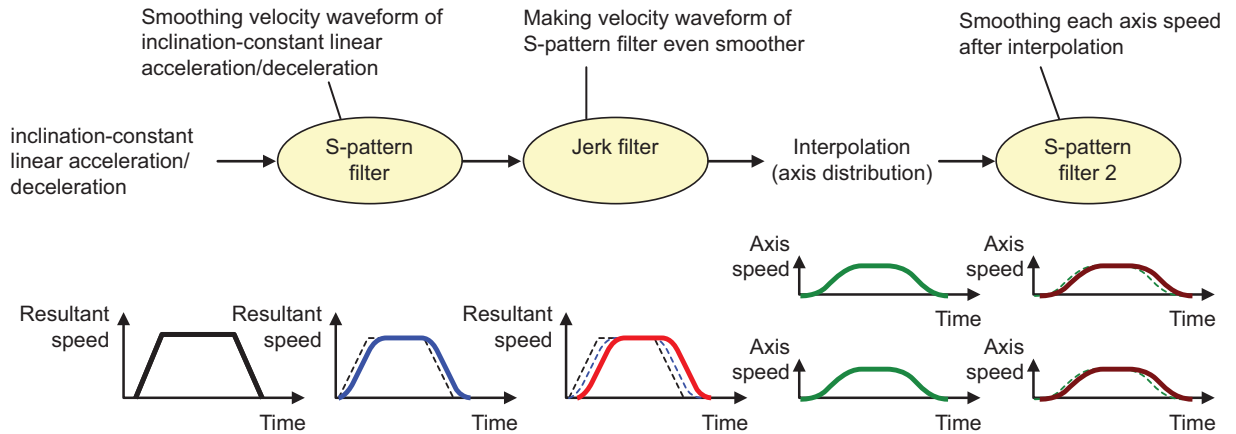 Smoothing velocity waveform of
inclination-constant linear
acceleration/deceleration
Making velocity waveform of
S-pattern filter even smoother
Smoothing each axis speed
after interpolation
inclination-constant
linear acceleration/
deceleration
S-pattern
filter
Jerk filter
Interpolation
(axis distribution)
S-pattern
filter 2
Axis
speed
Time
Axis
speed
Time
Resultant
speed
Time
Resultant
speed
Time
Resultant
speed
Time
Axis
speed
Time
Axis
speed
Time